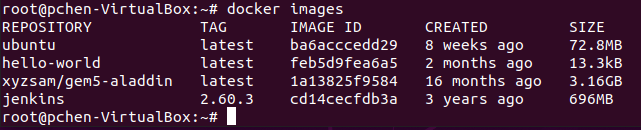 root@pchen-VirtualBox:~# docker images
REPOSITORY TAG IMAGE ID CREATED SIZE
ubuntu latest ba6acccedd29 8 weeks ago 72.8MB
hello-world latest feb5d9fea6a5 2 months ago 13.3kB
xyzsam/gem5-aladdin latest 1a13825f9584 16 months ago 3.16GB
jenkins 2.60.3 cd14cecfdb3a 3 years ago 696MB
root@pchen-VirtualBox:~#